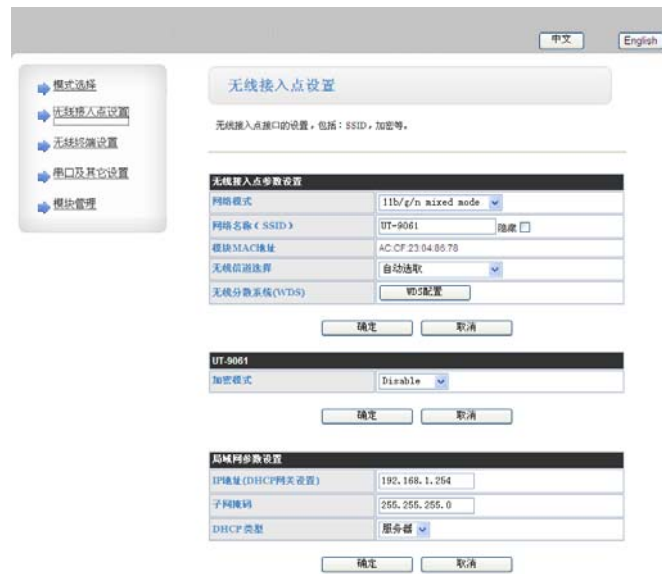 中文 English
模式选择
无线接入点设置
无线终端设置
串口及其它设置
模块管理
无线接入点设置
无线接入点接口的设置，包括：SSID，加密等。
无线接入点参数设置
网络模式 11b/g/n mixed mode
网络名称（SSID） UT-9061 隐藏
模块MAC地址 AC:CF:23:04:86:78
无线信道选择 自动选取
无线分散系统(WDS) WDS配置
确定 取消
UT-9061
加密模式 Disable
确定 取消
局域网参数设置
IP地址(DHCP网关设置) 192.168.1.254
子网掩码 255.255.255.0
DHCP 类型 服务器
确定 取消